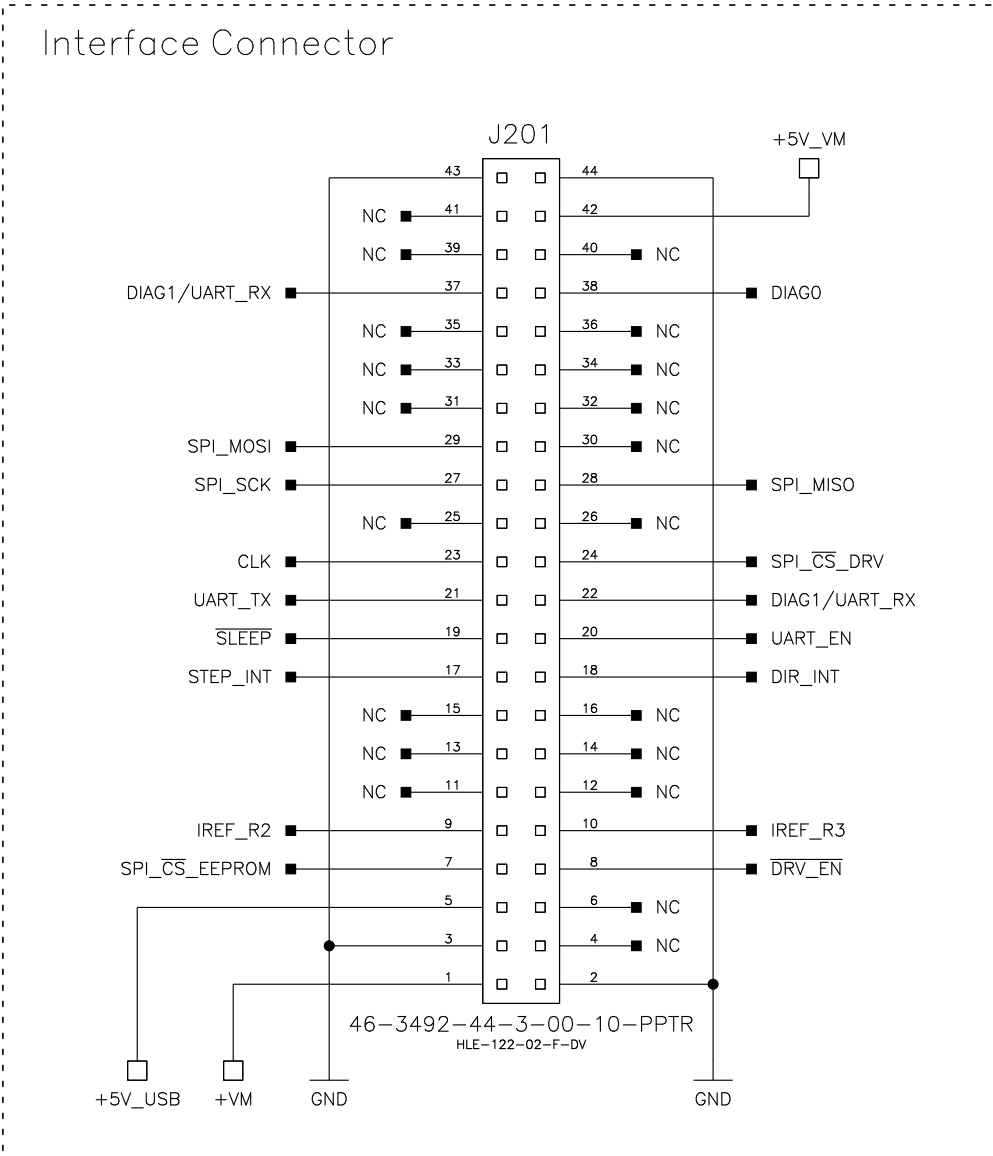 Interface Connector
J201
+5V_VM
43 44
NC 41 42
NC 39 40 NC
DIAG1/UART_RX 37 38 DIAG0
NC 35 36 NC
NC 33 34 NC
NC 31 32 NC
SPI_MOSI 29 30 NC
SPI_SCK 27 28 SPI_MISO
NC 25 26 NC
CLK 23 24 SPI_C̅S̅_DRV
UART_TX 21 22 DIAG1/UART_RX
S̅L̅E̅E̅P̅ 19 20 UART_EN
STEP_INT 17 18 DIR_INT
NC 15 16 NC
NC 13 14 NC
NC 11 12 NC
IREF_R2 9 10 IREF_R3
SPI_C̅S̅_EEPROM 7 8 D̅R̅V̅_̅E̅N̅
5 6 NC
3 4 NC
1 2
46-3492-44-3-00-10-PPTR
HLE-122-02-F-DV
+5V_USB +VM GND GND